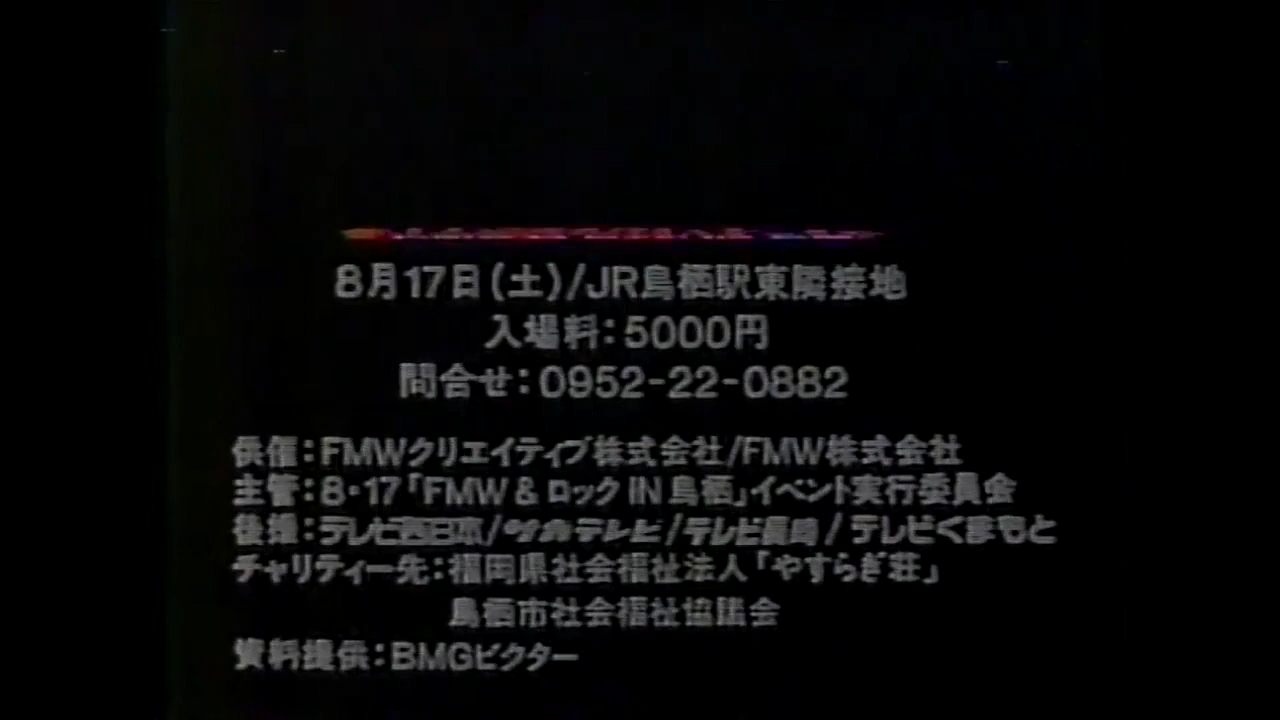 8月17日(土)/JR鳥栖駅東隣接地
入場料:5000円
問合せ:0952-22-0882
供催:FMWクリエイティブ株式会社/FMW株式会社
主管:8・17「FMW & ロック IN 鳥栖」イベント実行委員会
後援:テレビ西日本/サガテレビ/テレビ長崎/テレビくまもと
チャリティー先:福岡県社会福祉法人「やすらぎ荘」
鳥栖市社会福祉協議会
資料提供:BMGビクター